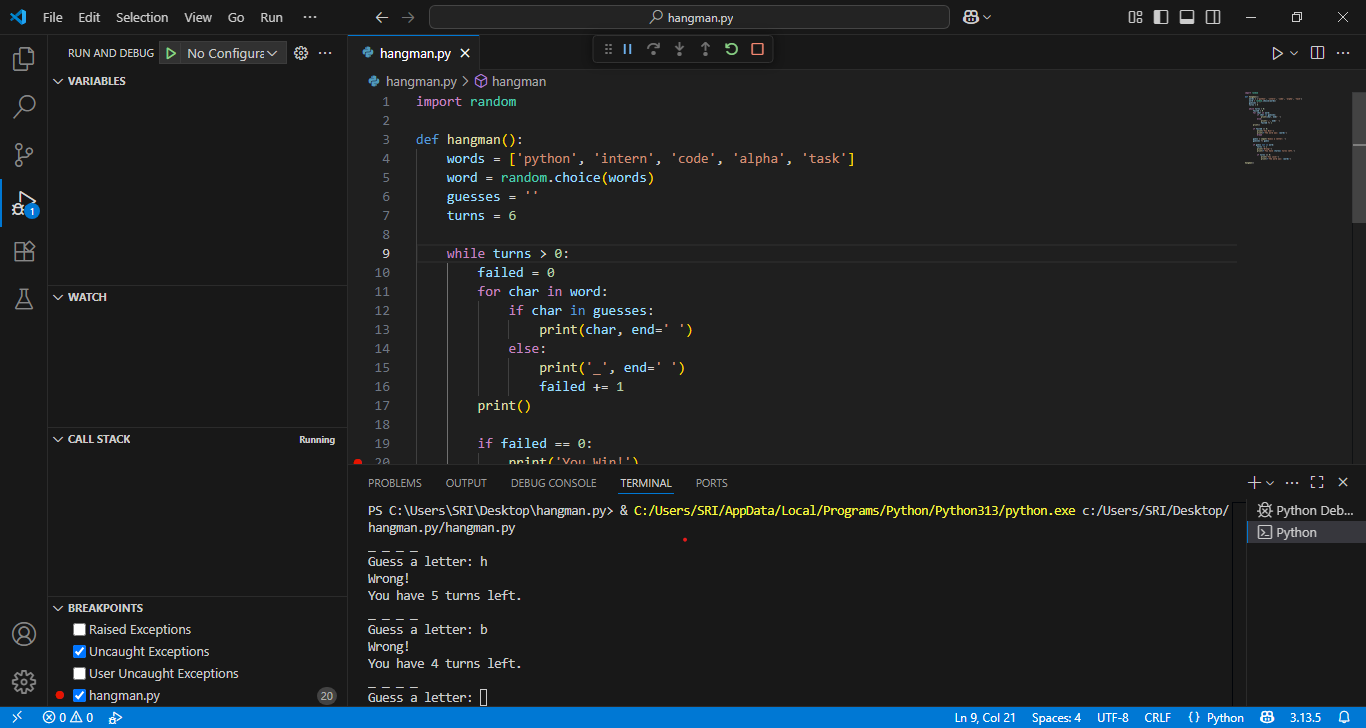 File Edit Selection View Go Run ···
hangman.py
RUN AND DEBUG No Configura
VARIABLES
WATCH
CALL STACK Running
BREAKPOINTS
Raised Exceptions
Uncaught Exceptions
User Uncaught Exceptions
hangman.py 20
1
hangman.py
hangman.py > hangman
1 import random
2
3 def hangman():
4 words = ['python', 'intern', 'code', 'alpha', 'task']
5 word = random.choice(words)
6 guesses = ''
7 turns = 6
8
9 while turns > 0:
10 failed = 0
11 for char in word:
12 if char in guesses:
13 print(char, end=' ')
14 else:
15 print('_', end=' ')
16 failed += 1
17 print()
18
19 if failed == 0:
20 print('You Win!')
PROBLEMS OUTPUT DEBUG CONSOLE TERMINAL PORTS
PS C:\Users\SRI\Desktop\hangman.py> & C:/Users/SRI/AppData/Local/Programs/Python/Python313/python.exe c:/Users/SRI/Desktop/
hangman.py/hangman.py
_ _ _ _
Guess a letter: h
Wrong!
You have 5 turns left.
_ _ _ _
Guess a letter: b
Wrong!
You have 4 turns left.
_ _ _ _
Guess a letter:
Python Deb...
Python
0 0 Ln 9, Col 21 Spaces: 4 UTF-8 CRLF {} Python 3.13.5